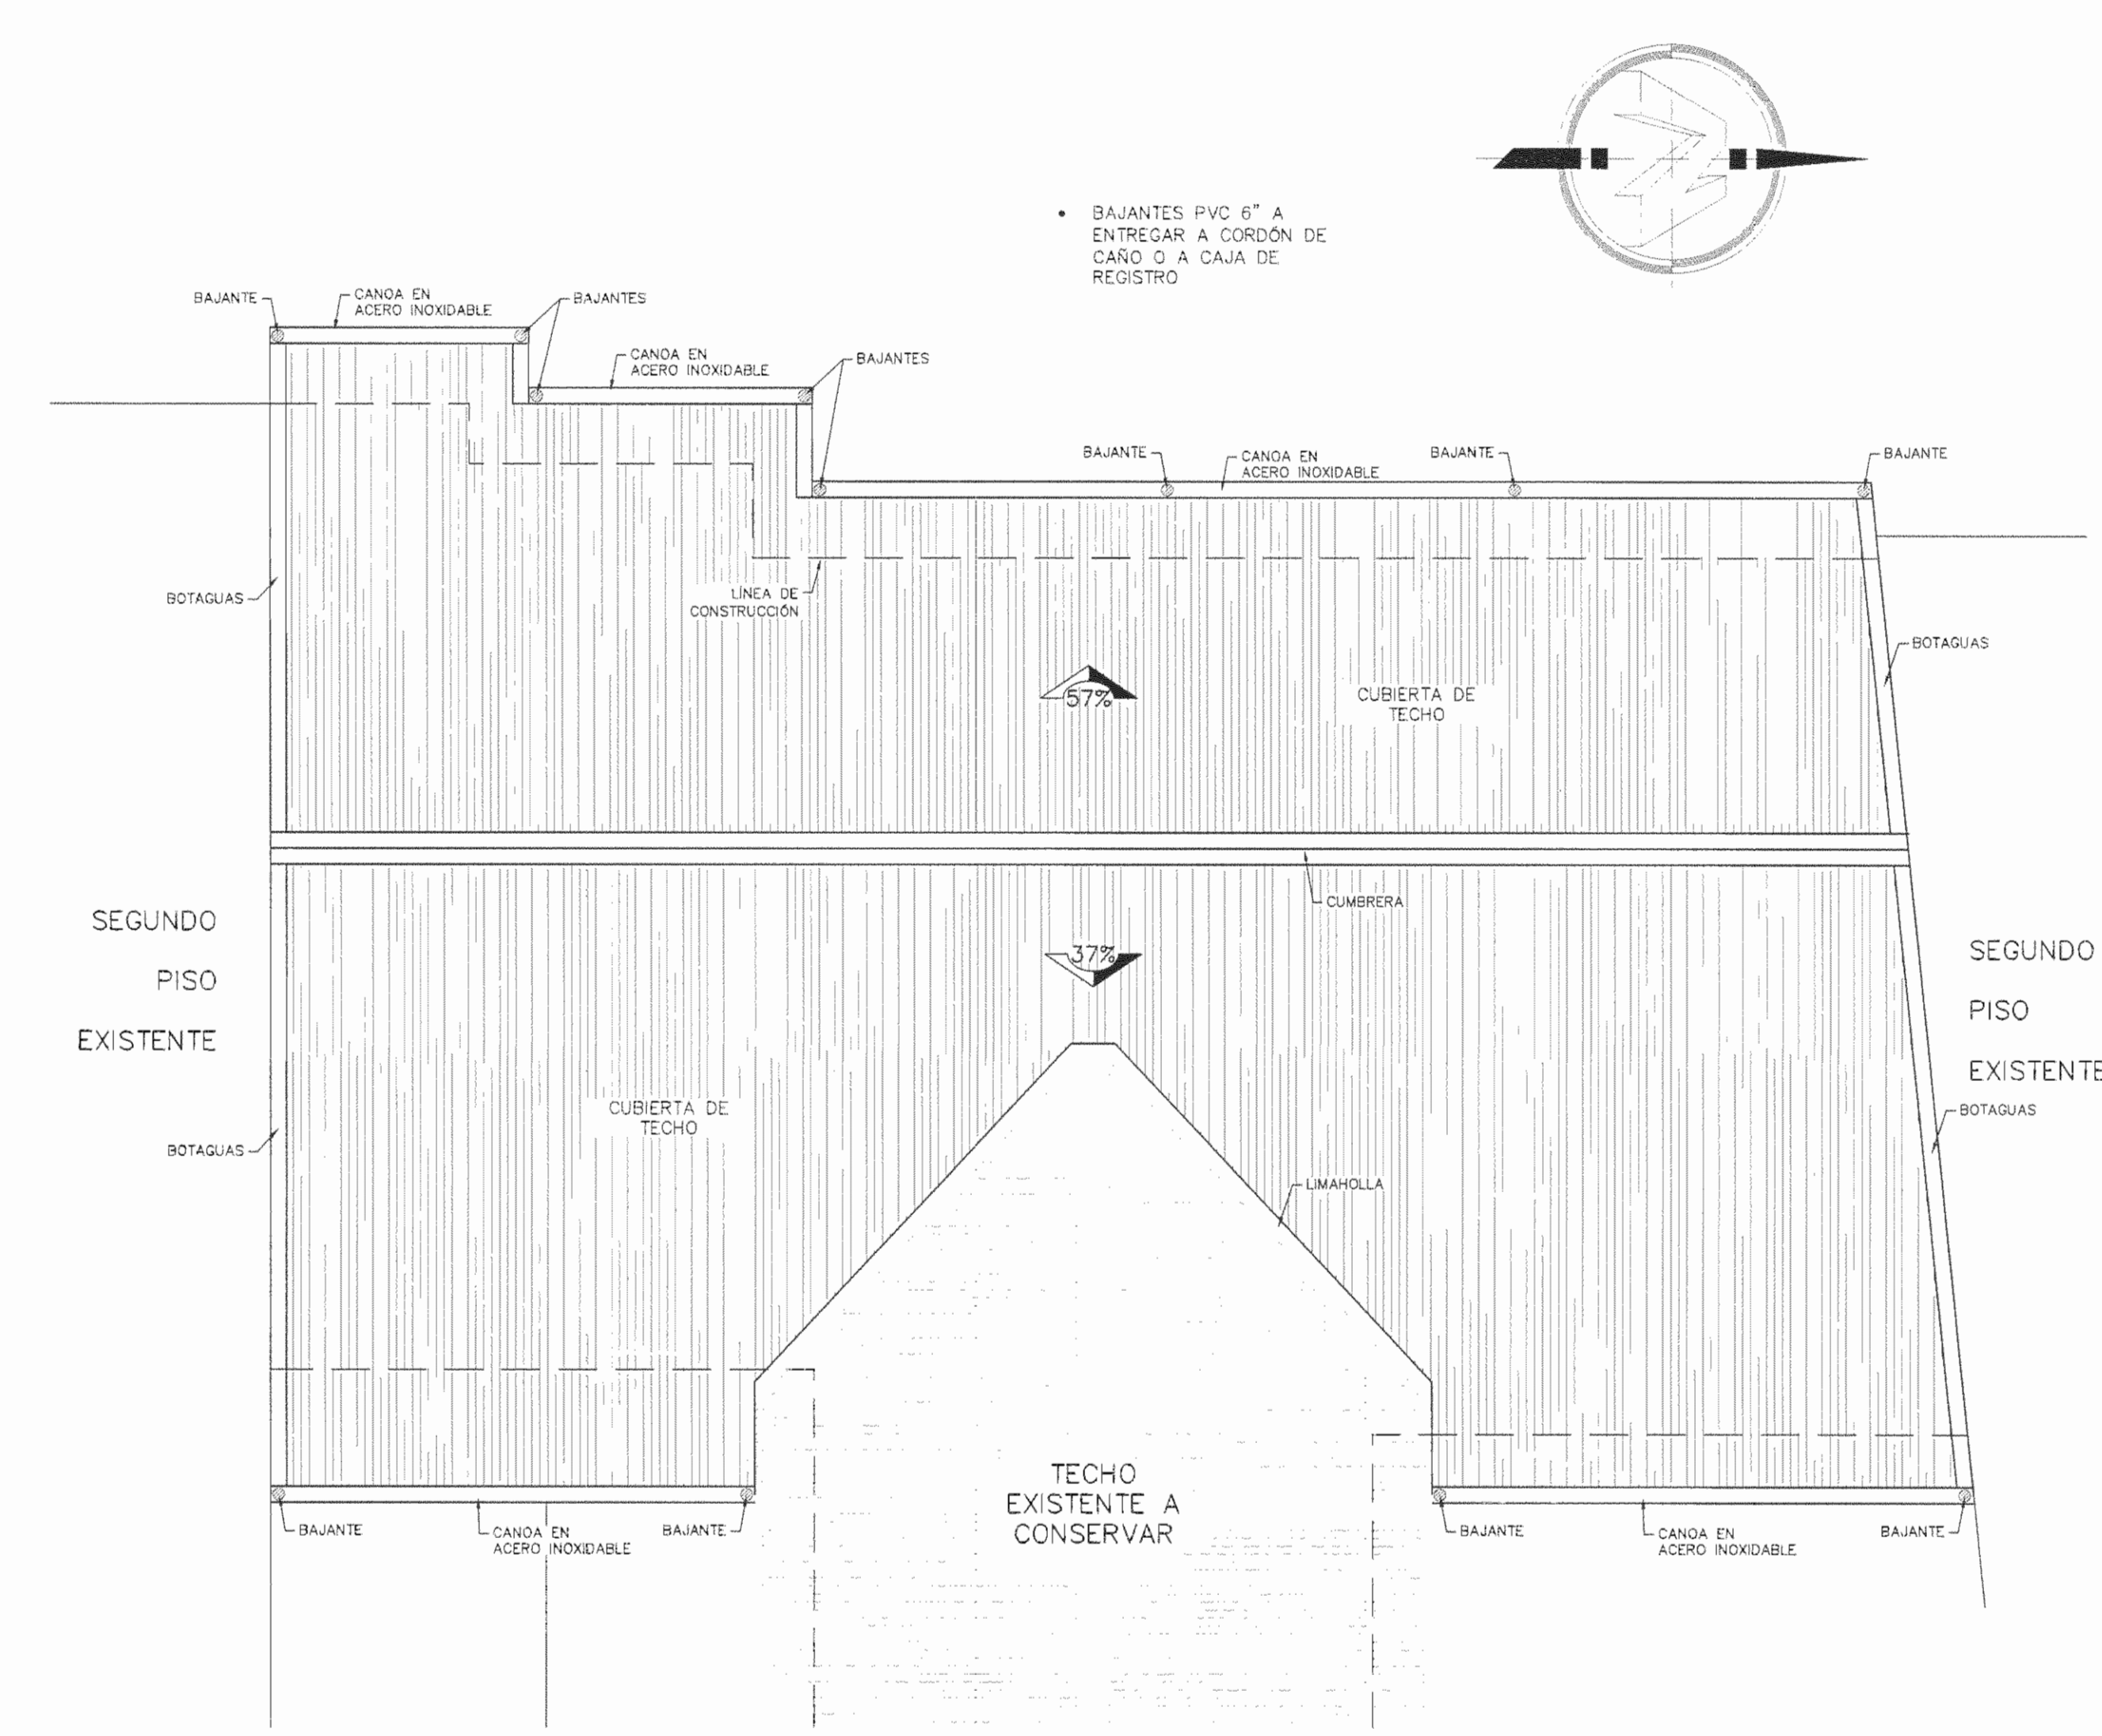 • BAJANTES PVC 6" A
ENTREGAR A CORDÓN DE
CAÑO O A CAJA DE
REGISTRO
BAJANTE
CANOA EN
ACERO INOXIDABLE
BAJANTES
CANOA EN
ACERO INOXIDABLE
BAJANTES
BAJANTE
CANOA EN
ACERO INOXIDABLE
BAJANTE
BAJANTE
BOTAGUAS
LÍNEA DE
CONSTRUCCIÓN
BOTAGUAS
57%
CUBIERTA DE
TECHO
CUMBRERA
SEGUNDO
PISO
EXISTENTE
37%
SEGUNDO
PISO
EXISTENTE
CUBIERTA DE
TECHO
BOTAGUAS
BOTAGUAS
LIMAHOLLA
TECHO
EXISTENTE A
CONSERVAR
BAJANTE
CANOA EN
ACERO INOXIDABLE
BAJANTE
BAJANTE
CANOA EN
ACERO INOXIDABLE
BAJANTE